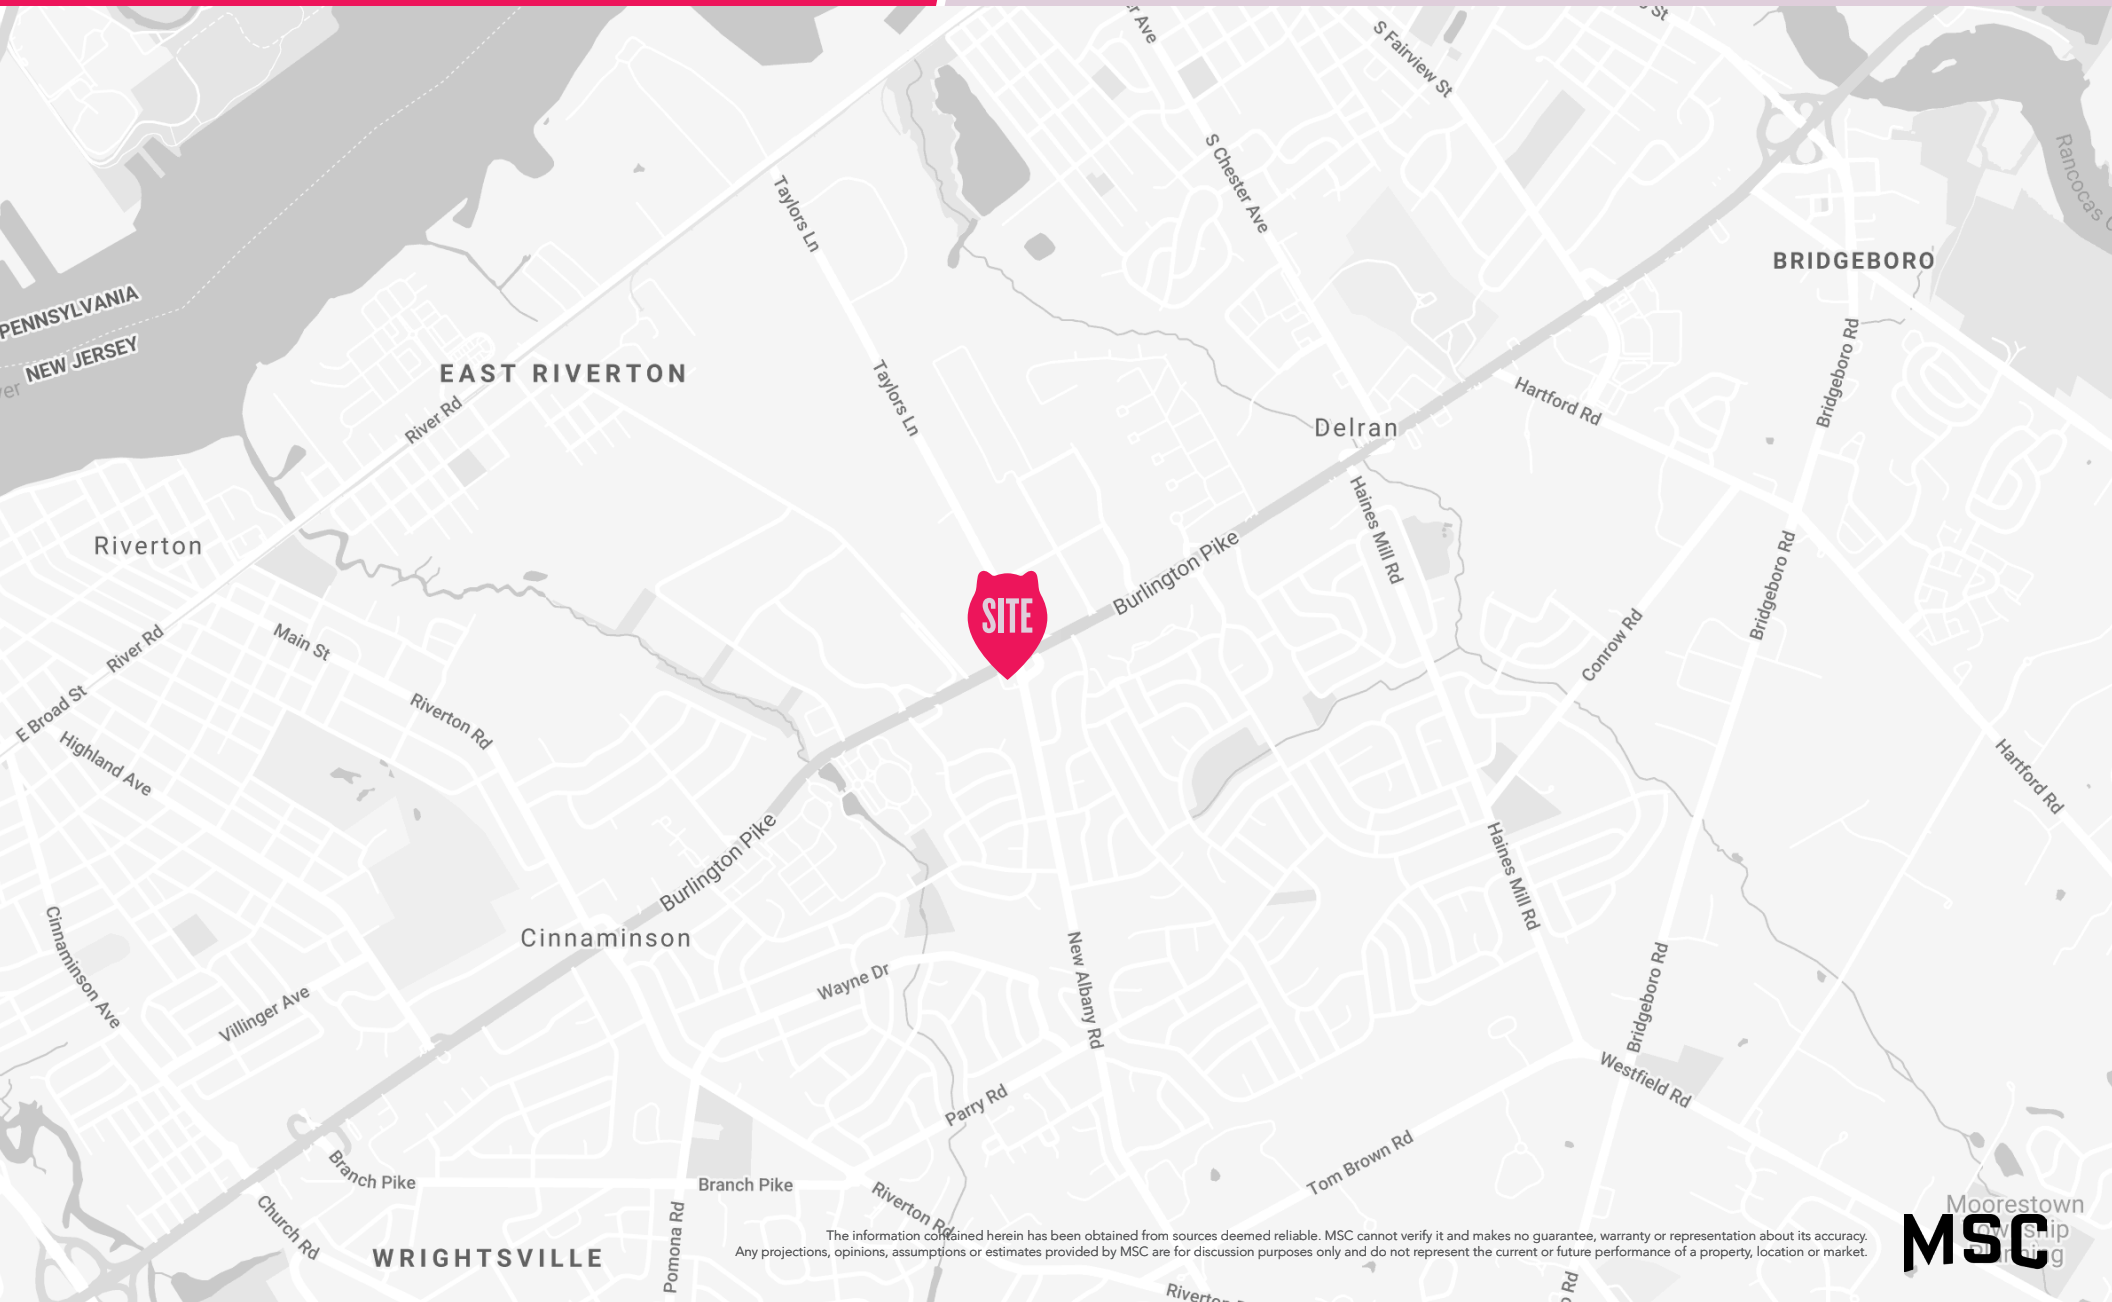 r Ave
S Fairview St
St
Rancocas
S Chester Ave
Taylors Ln
BRIDGEBORO
PENNSYLVANIA
NEW JERSEY
EAST RIVERTON
River Rd
Taylors Ln
Hartford Rd
Bridgeboro Rd
Delran
Haines Mill Rd
Riverton
Burlington Pike
SITE
Bridgeboro Rd
Conrow Rd
River Rd
Main St
E Broad St
Riverton Rd
Highland Ave
Hartford Rd
Burlington Pike
Haines Mill Rd
Cinnaminson
Cinnaminson Ave
New Albany Rd
Wayne Dr
Villinger Ave
Bridgeboro Rd
Westfield Rd
Parry Rd
Tom Brown Rd
Branch Pike
Branch Pike
Riverton Rd
Church Rd
Pomona Rd
WRIGHTSVILLE
Moorestown
The information contained herein has been obtained from sources deemed reliable. MSC cannot verify it and makes no guarantee, warranty or representation about its accuracy.
Any projections, opinions, assumptions or estimates provided by MSC are for discussion purposes only and do not represent the current or future performance of a property, location or market.
MSC
Rd